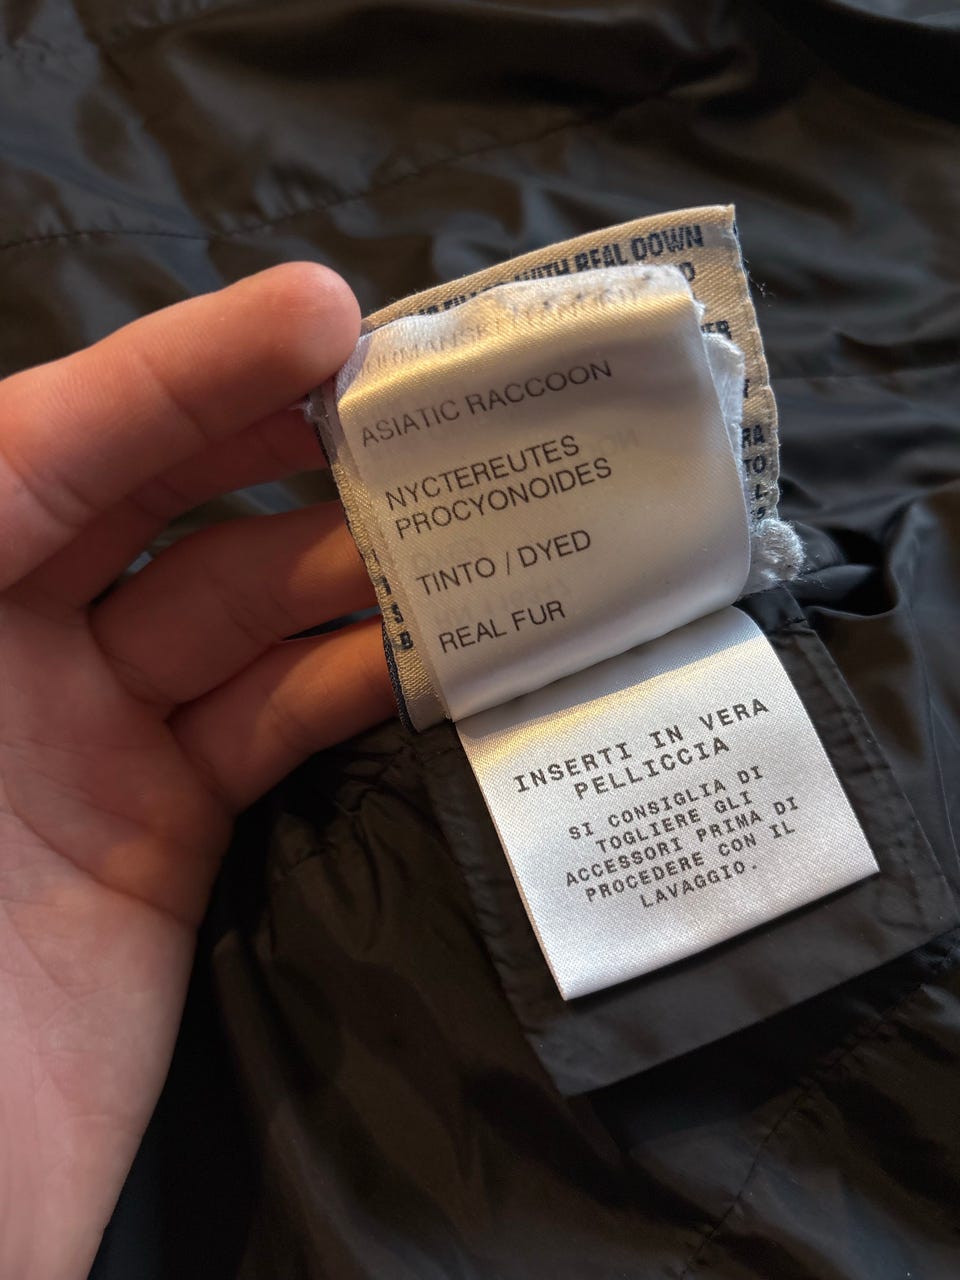 WITH REAL DOWN
ASIATIC RACCOON
NYCTEREUTES
PROCYONOIDES
TINTO / DYED
REAL FUR
INSERTI IN VERA
PELLICCIA
SI CONSIGLIA DI
TOGLIERE GLI
ACCESSORI PRIMA DI
PROCEDERE CON IL
LAVAGGIO.